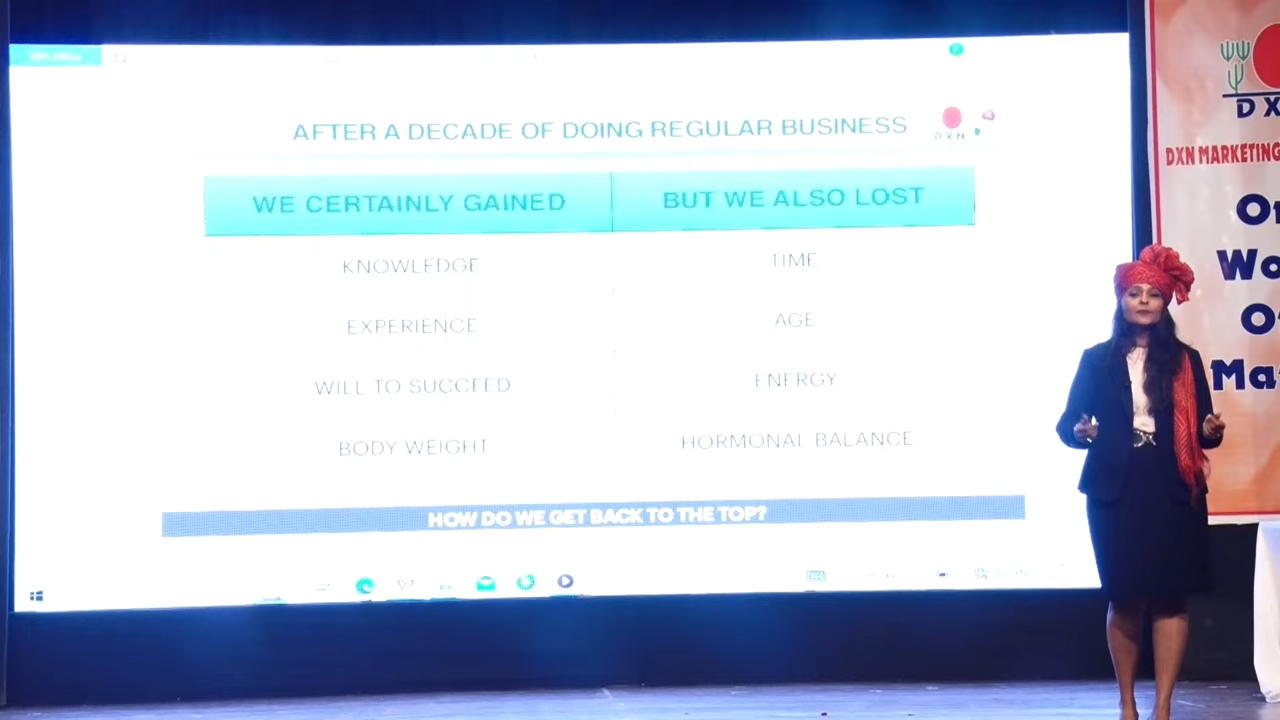 AFTER A DECADE OF DOING REGULAR BUSINESS
DXN
WE CERTAINLY GAINED BUT WE ALSO LOST
KNOWLEDGE TIME
EXPERIENCE AGE
WILL TO SUCCEED ENERGY
BODY WEIGHT HORMONAL BALANCE
HOW DO WE GET BACK TO THE TOP?
D X
DXN MARKETING